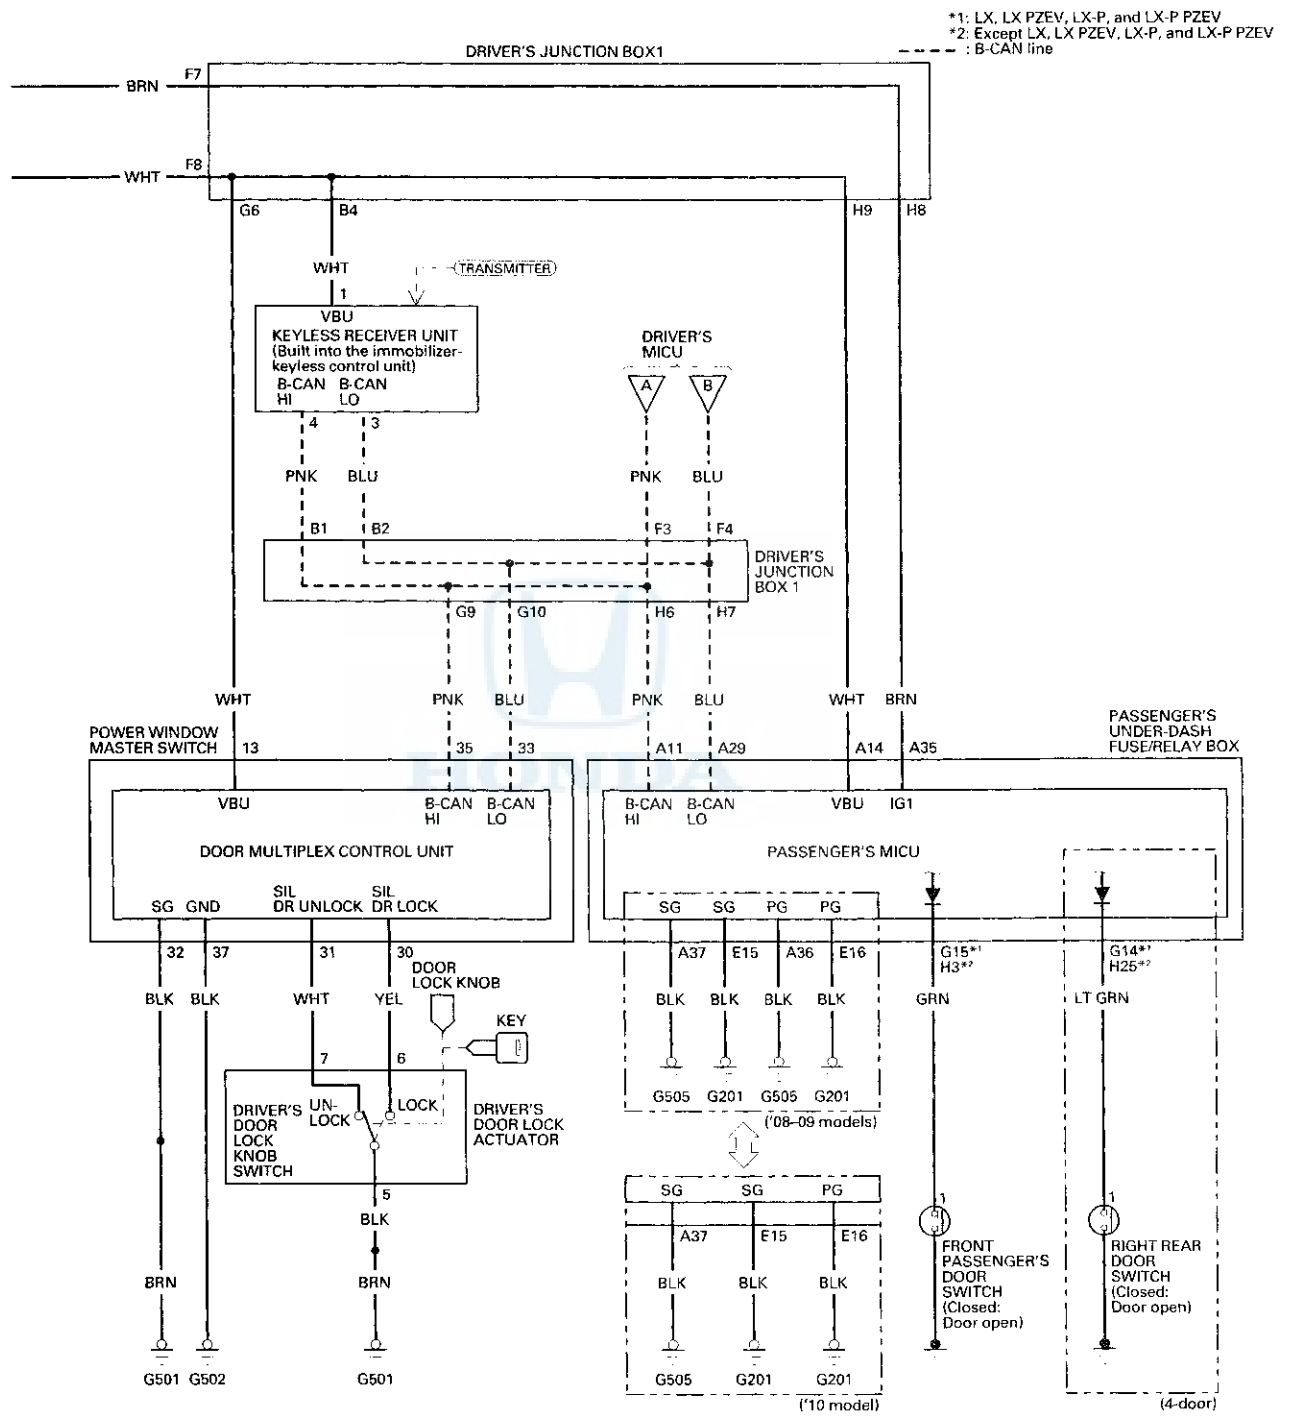 *1: LX, LX PZEV, LX-P, and LX-P PZEV
*2: Except LX, LX PZEV, LX-P, and LX-P PZEV
: B-CAN line
DRIVER'S JUNCTION BOX1
F7
BRN
F8
WHT
G6
B4
H9
H8
WHT
TRANSMITTER
1
VBU
KEYLESS RECEIVER UNIT
(Built into the immobilizer-
keyless control unit)
B-CAN B-CAN
HI LO
4
3
DRIVER'S
MICU
A
B
PNK
BLU
PNK
BLU
B1
B2
F3
F4
DRIVER'S
JUNCTION
BOX 1
G9
G10
H6
H7
HONDA
WHT
PNK
BLU
PNK
BLU
WHT
BRN
POWER WINDOW
MASTER SWITCH
13
35
33
A11
A29
A14
A35
PASSENGER'S
UNDER-DASH
FUSE/RELAY BOX
VBU
B-CAN
HI
B-CAN
LO
B-CAN
HI
B-CAN
LO
VBU
IG1
DOOR MULTIPLEX CONTROL UNIT
PASSENGER'S MICU
SG
GND
SIL
DR UNLOCK
SIL
DR LOCK
SG
SG
PG
PG
32
37
31
30
A37
E15
A36
E16
G15*1
H3*2
G14*1
H25*2
DOOR
LOCK KNOB
BLK
BLK
WHT
YEL
BLK
BLK
BLK
BLK
GRN
LT GRN
KEY
7
6
UN-
LOCK
LOCK
DRIVER'S
DOOR
LOCK
KNOB
SWITCH
DRIVER'S
DOOR LOCK
ACTUATOR
G505
G201
G505
G201
('08-09 models)
5
BLK
SG
SG
PG
1
1
A37
E15
E16
FRONT
PASSENGER'S
DOOR
SWITCH
(Closed:
Door open)
RIGHT REAR
DOOR
SWITCH
(Closed:
Door open)
BRN
BRN
BLK
BLK
BLK
G501
G502
G501
G505
G201
G201
('10 model)
(4-door)